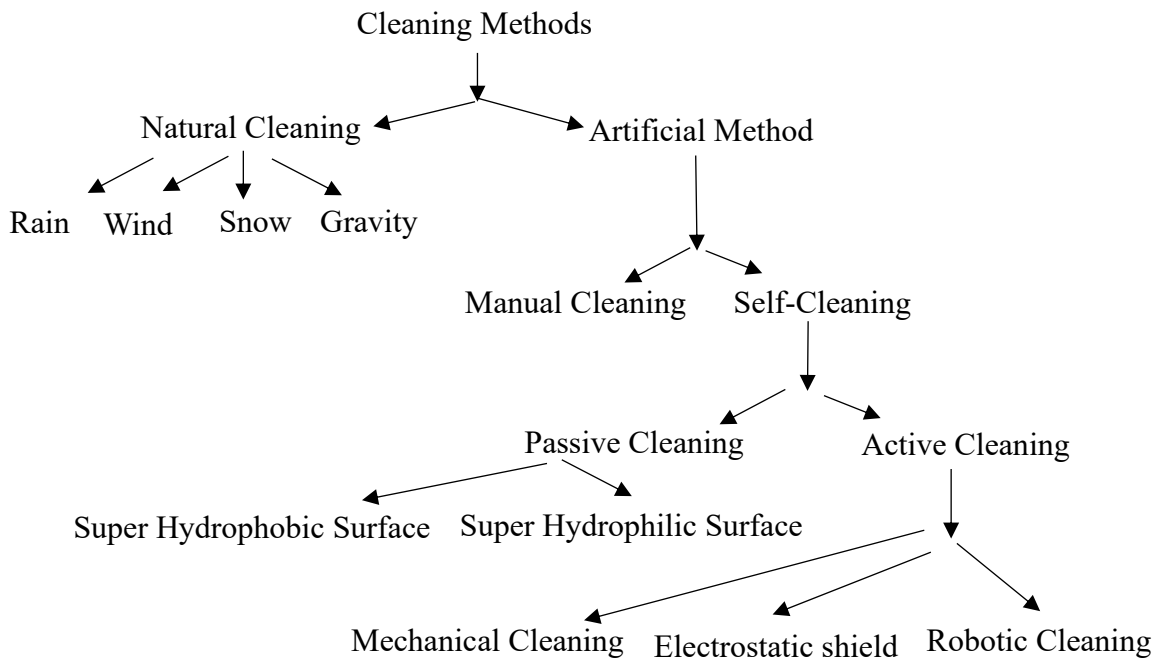 Cleaning Methods
Natural Cleaning
Artificial Method
Rain
Wind
Snow
Gravity
Manual Cleaning
Self-Cleaning
Passive Cleaning
Active Cleaning
Super Hydrophobic Surface
Super Hydrophilic Surface
Mechanical Cleaning
Electrostatic shield
Robotic Cleaning